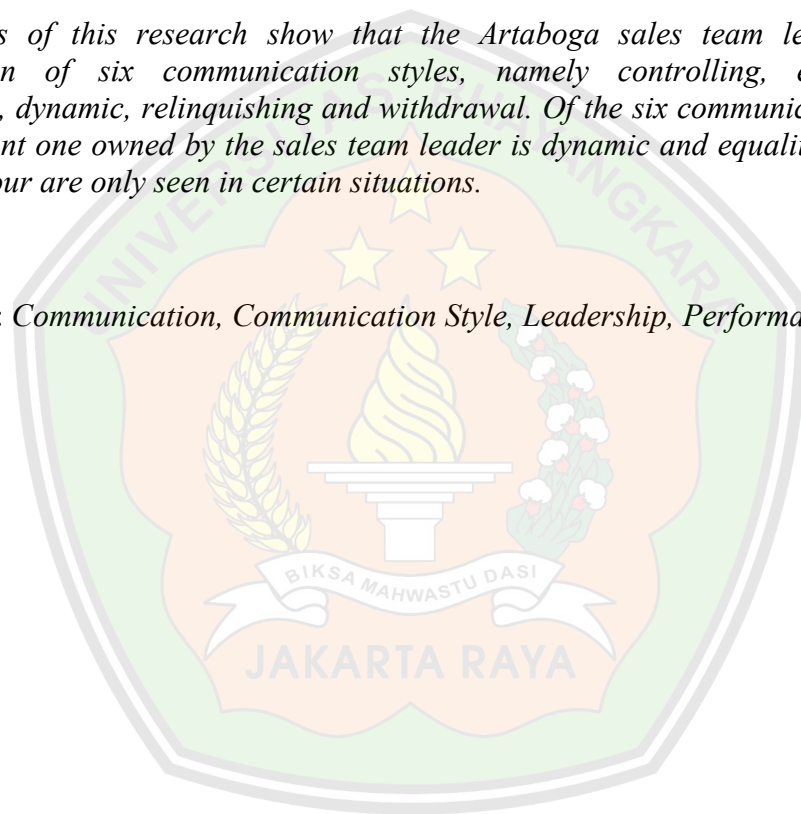 s of this research show that the Artaboga sales team le
n of six communication styles, namely controlling, e
, dynamic, relinquishing and withdrawal. Of the six communic
nt one owned by the sales team leader is dynamic and equalit
our are only seen in certain situations.
: Communication, Communication Style, Leadership, Performa
UNIVERSITAS BHAYANGKARA
BIKSA MAHWASTU DASI
JAKARTA RAYA